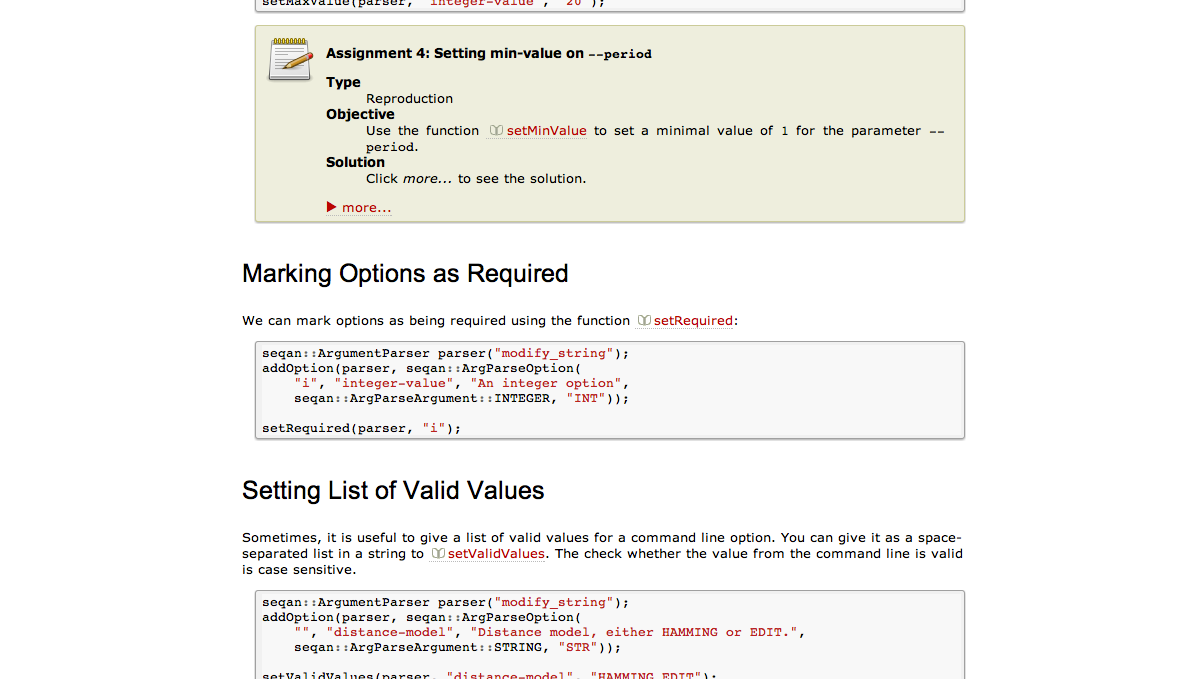 setMaxValue(parser, "integer-value", "20");
Assignment 4: Setting min-value on --period
Type
Reproduction
Objective
Use the function setMinValue to set a minimal value of 1 for the parameter --
period.
Solution
Click more... to see the solution.
more...
Marking Options as Required
We can mark options as being required using the function setRequired:
seqan::ArgumentParser parser("modify_string");
addOption(parser, seqan::ArgParseOption(
"i", "integer-value", "An integer option",
seqan::ArgParseArgument::INTEGER, "INT"));
setRequired(parser, "i");
Setting List of Valid Values
Sometimes, it is useful to give a list of valid values for a command line option. You can give it as a space-
separated list in a string to setValidValues. The check whether the value from the command line is valid
is case sensitive.
seqan::ArgumentParser parser("modify_string");
addOption(parser, seqan::ArgParseOption(
"", "distance-model", "Distance model, either HAMMING or EDIT.",
seqan::ArgParseArgument::STRING, "STR"));
setValidValues(parser, "distance-model", "HAMMING EDIT");